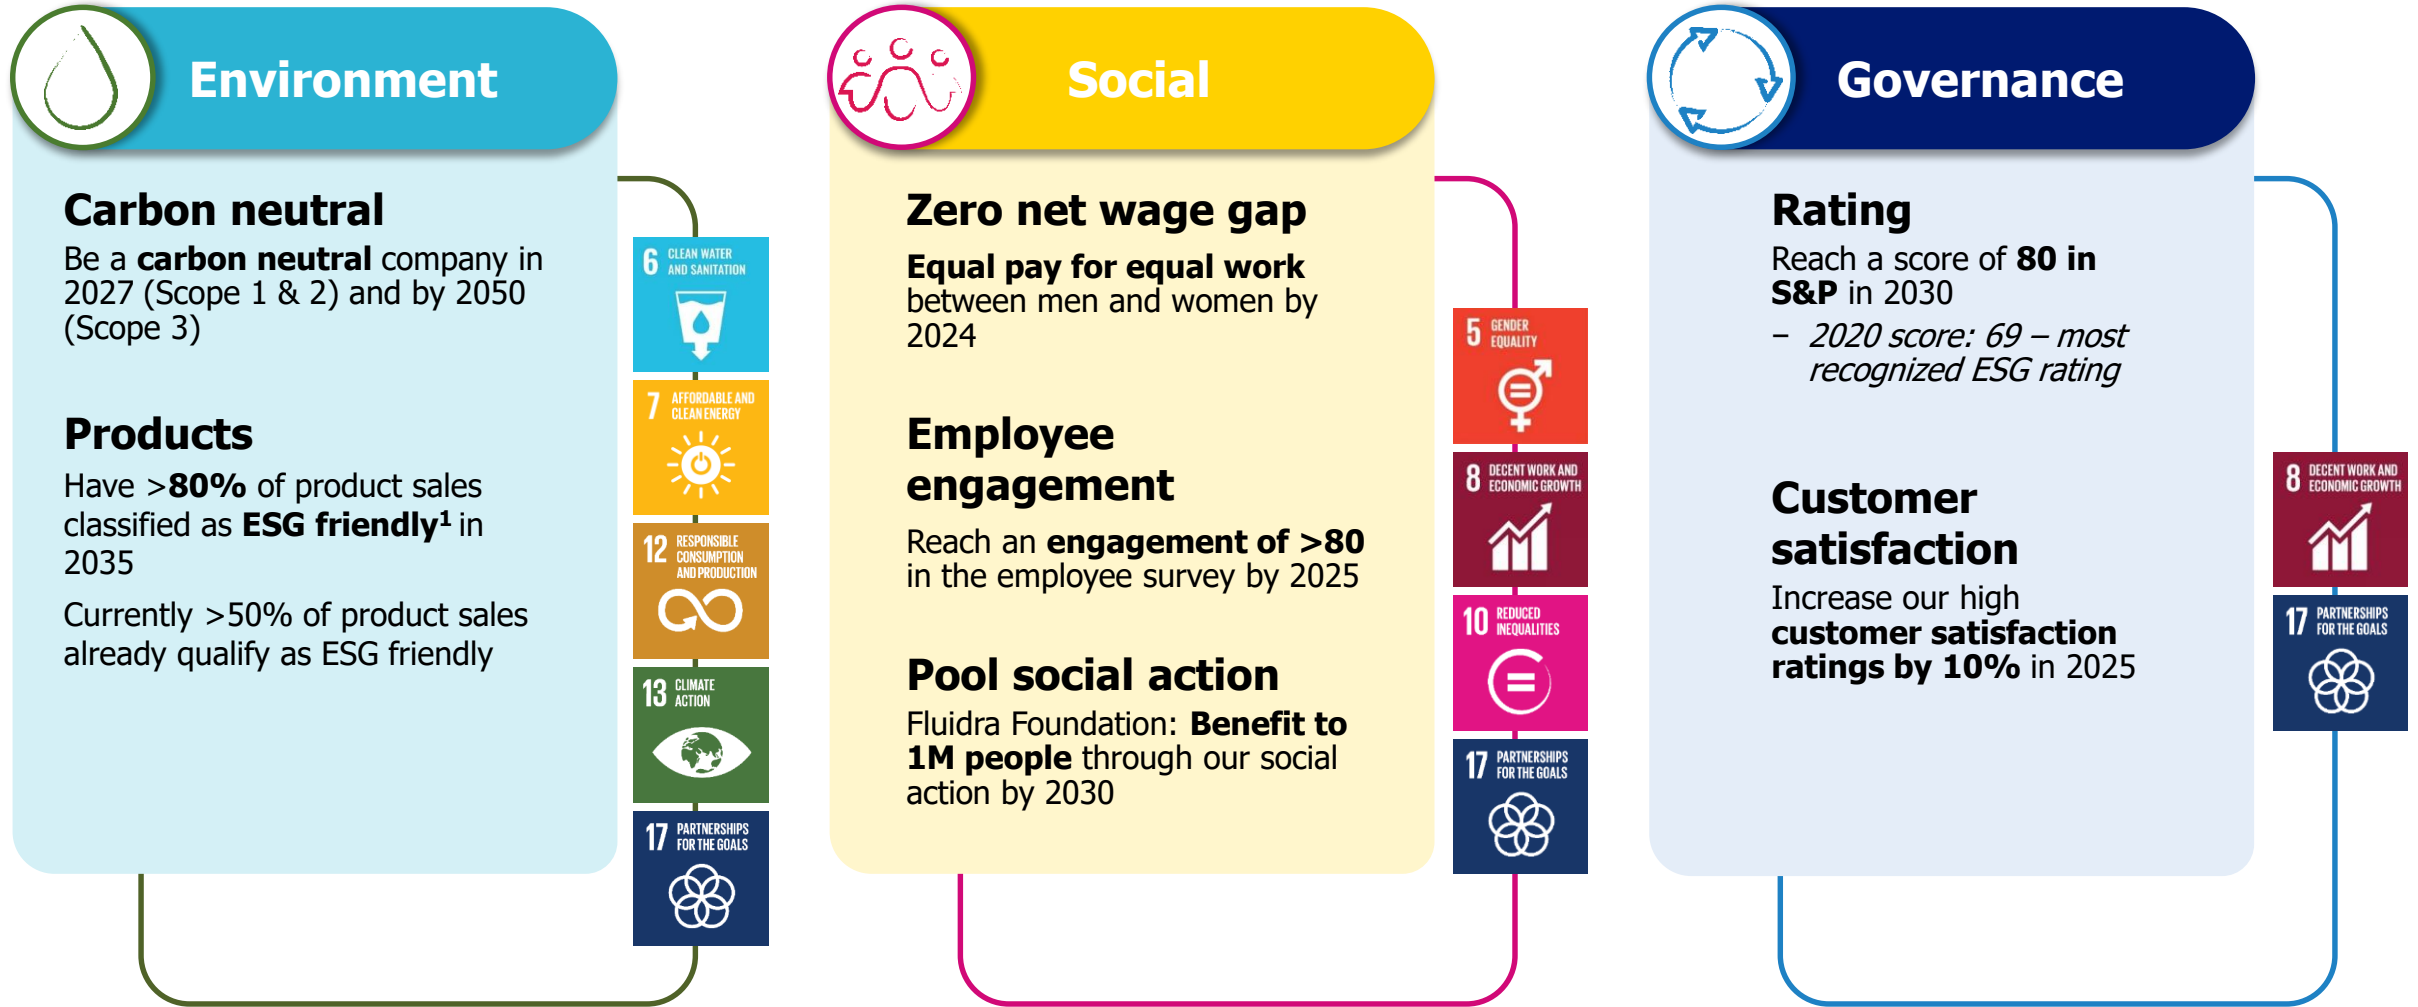 Environment
Carbon neutral
Be a carbon neutral company in
2027 (Scope 1 & 2) and by 2050
(Scope 3)
Products
Have >80% of product sales
classified as ESG friendly¹ in
2035
Currently >50% of product sales
already qualify as ESG friendly
6 CLEAN WATER
AND SANITATION
7 AFFORDABLE AND
CLEAN ENERGY
12 RESPONSIBLE
CONSUMPTION
AND PRODUCTION
13 CLIMATE
ACTION
17 PARTNERSHIPS
FOR THE GOALS
Social
Zero net wage gap
Equal pay for equal work
between men and women by
2024
Employee
engagement
Reach an engagement of >80
in the employee survey by 2025
Pool social action
Fluidra Foundation: Benefit to
1M people through our social
action by 2030
5 GENDER
EQUALITY
8 DECENT WORK AND
ECONOMIC GROWTH
10 REDUCED
INEQUALITIES
17 PARTNERSHIPS
FOR THE GOALS
Governance
Rating
Reach a score of 80 in
S&P in 2030
– 2020 score: 69 – most
recognized ESG rating
Customer
satisfaction
Increase our high
customer satisfaction
ratings by 10% in 2025
8 DECENT WORK AND
ECONOMIC GROWTH
17 PARTNERSHIPS
FOR THE GOALS